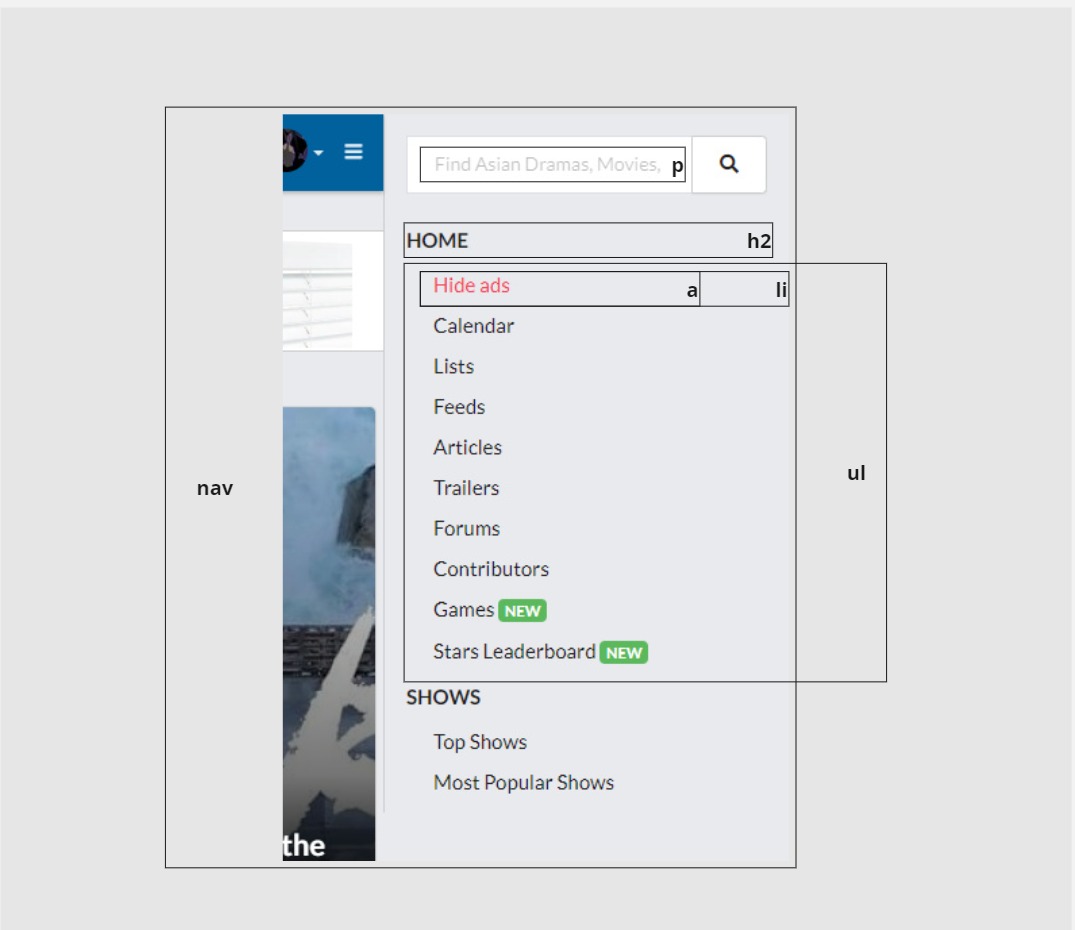 Find Asian Dramas, Movies, p
HOME h2
Hide ads a li
Calendar
Lists
Feeds
Articles
Trailers
nav
ul
Forums
Contributors
Games NEW
Stars Leaderboard NEW
SHOWS
Top Shows
Most Popular Shows
the